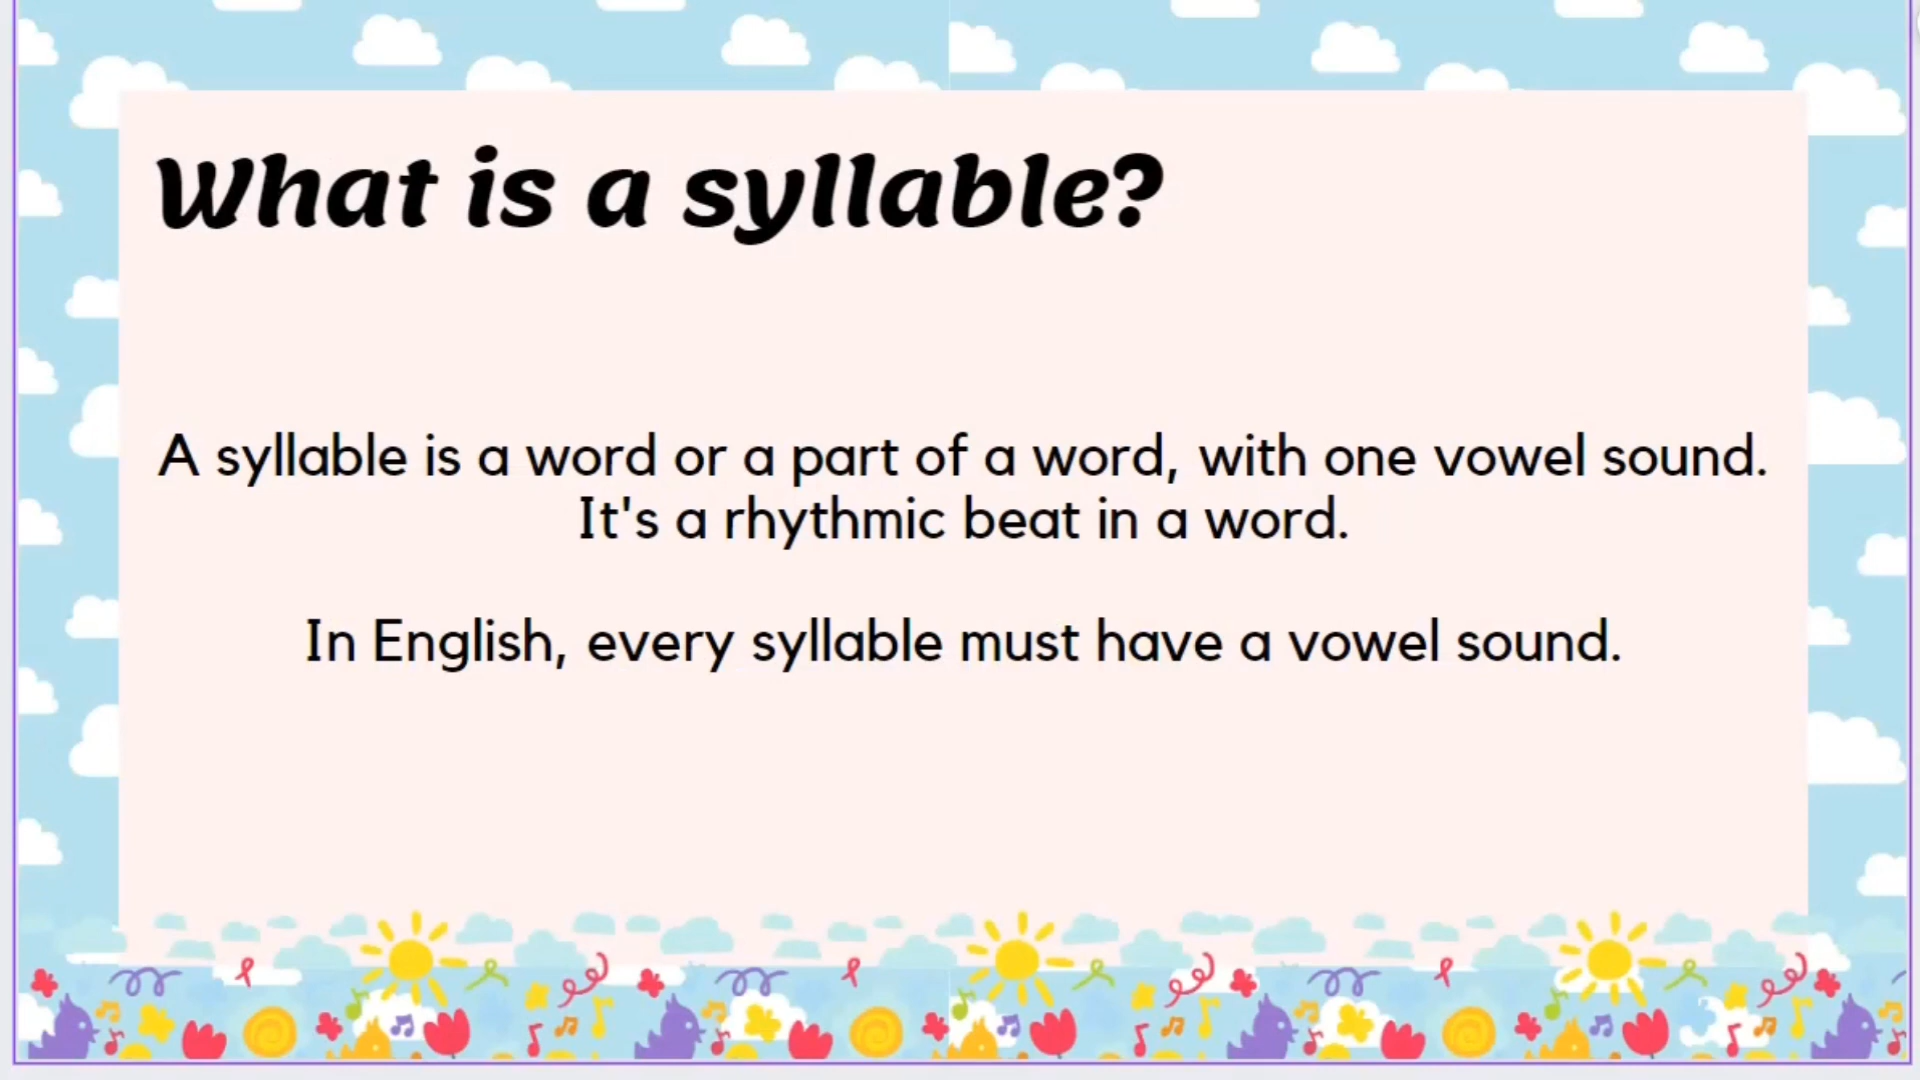 What is a syllable?
A syllable is a word or a part of a word, with one vowel sound.
It's a rhythmic beat in a word.
In English, every syllable must have a vowel sound.